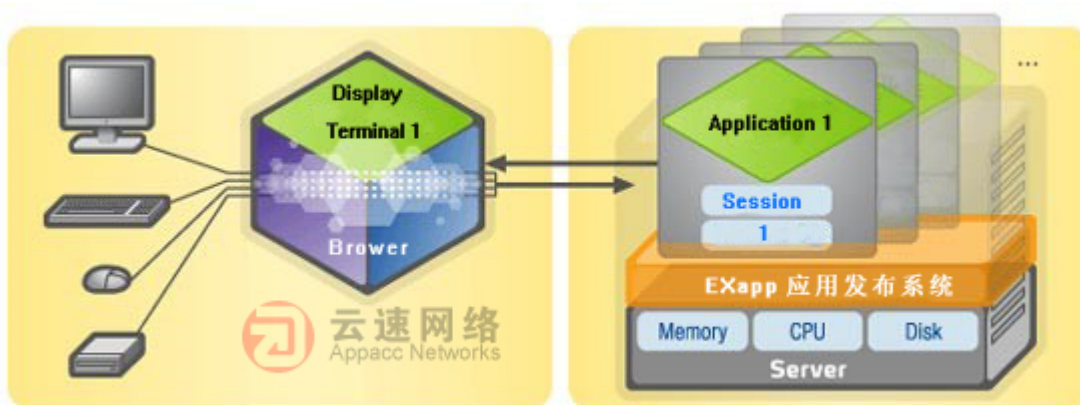 Display
Terminal 1
Brower
云速网络
Appacc Networks
...
Application 1
Session
1
EXapp 应用发布系统
Memory
CPU
Disk
Server